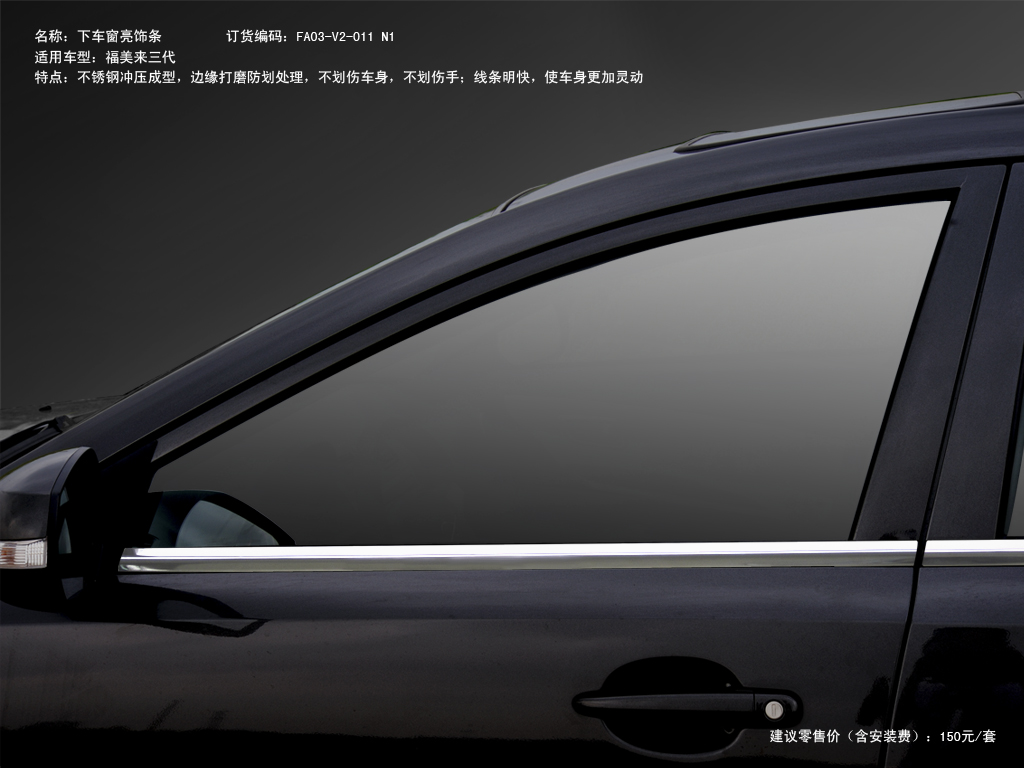 名称：下车窗亮饰条 订货编码：FA03-V2-011 N1
适用车型：福美来三代
特点：不锈钢冲压成型，边缘打磨防划处理，不划伤车身，不划伤手；线条明快，使车身更加灵动
建议零售价（含安装费）：150元/套